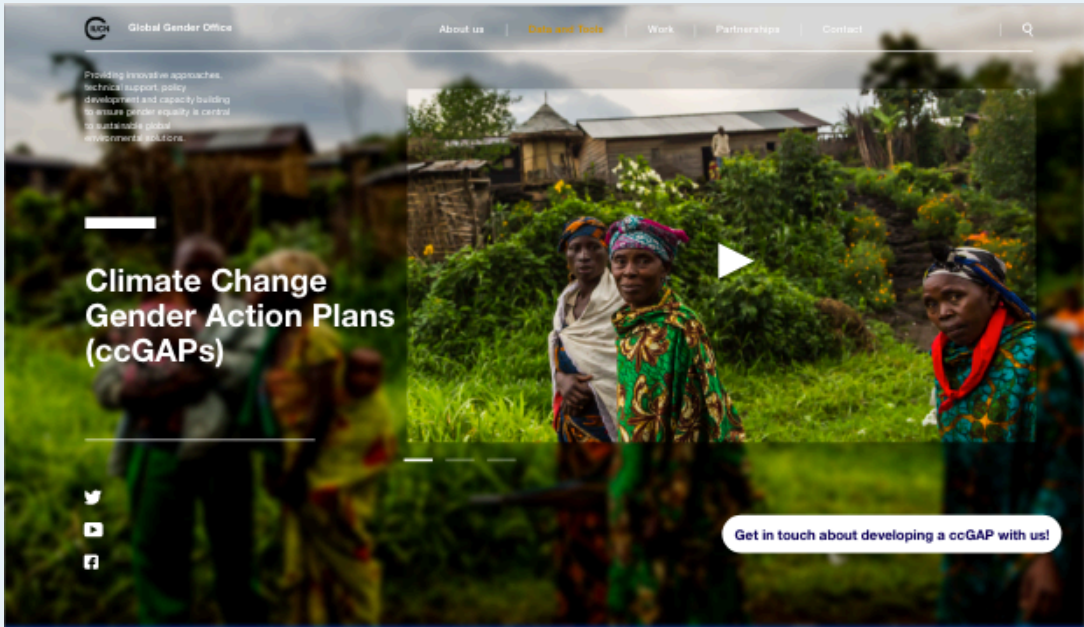 IUCN
Global Gender Office
About us
Data and Tools
Work
Partnerships
Contact
Providing innovative approaches,
technical support, policy
development and capacity building
to ensure gender equality is central
to sustainable global
environmental solutions.
Climate Change
Gender Action Plans
(ccGAPs)
Get in touch about developing a ccGAP with us!